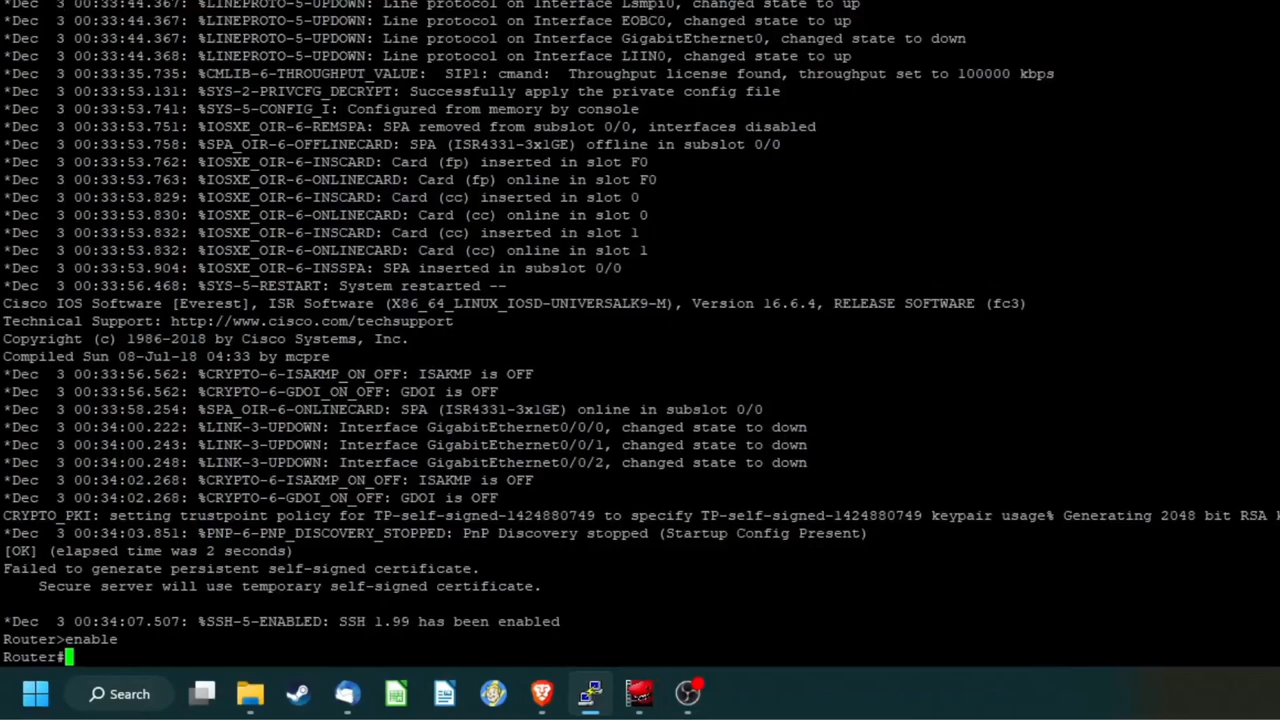 *Dec  3 00:33:44.367: %LINEPROTO-5-UPDOWN: Line protocol on Interface Lsmpi0, changed state to up
*Dec  3 00:33:44.367: %LINEPROTO-5-UPDOWN: Line protocol on Interface EOBC0, changed state to up
*Dec  3 00:33:44.367: %LINEPROTO-5-UPDOWN: Line protocol on Interface GigabitEthernet0, changed state to down
*Dec  3 00:33:44.368: %LINEPROTO-5-UPDOWN: Line protocol on Interface LIIN0, changed state to up
*Dec  3 00:33:35.735: %CMLIB-6-THROUGHPUT_VALUE:  SIP1: cmand:  Throughput license found, throughput set to 100000 kbps
*Dec  3 00:33:53.131: %SYS-2-PRIVCFG_DECRYPT: Successfully apply the private config file
*Dec  3 00:33:53.741: %SYS-5-CONFIG_I: Configured from memory by console
*Dec  3 00:33:53.751: %IOSXE_OIR-6-REMSPA: SPA removed from subslot 0/0, interfaces disabled
*Dec  3 00:33:53.758: %SPA_OIR-6-OFFLINECARD: SPA (ISR4331-3x1GE) offline in subslot 0/0
*Dec  3 00:33:53.762: %IOSXE_OIR-6-INSCARD: Card (fp) inserted in slot F0
*Dec  3 00:33:53.763: %IOSXE_OIR-6-ONLINECARD: Card (fp) online in slot F0
*Dec  3 00:33:53.829: %IOSXE_OIR-6-INSCARD: Card (cc) inserted in slot 0
*Dec  3 00:33:53.830: %IOSXE_OIR-6-ONLINECARD: Card (cc) online in slot 0
*Dec  3 00:33:53.832: %IOSXE_OIR-6-INSCARD: Card (cc) inserted in slot 1
*Dec  3 00:33:53.832: %IOSXE_OIR-6-ONLINECARD: Card (cc) online in slot 1
*Dec  3 00:33:53.904: %IOSXE_OIR-6-INSSPA: SPA inserted in subslot 0/0
*Dec  3 00:33:56.468: %SYS-5-RESTART: System restarted --
Cisco IOS Software [Everest], ISR Software (X86_64_LINUX_IOSD-UNIVERSALK9-M), Version 16.6.4, RELEASE SOFTWARE (fc3)
Technical Support: http://www.cisco.com/techsupport
Copyright (c) 1986-2018 by Cisco Systems, Inc.
Compiled Sun 08-Jul-18 04:33 by mcpre
*Dec  3 00:33:56.562: %CRYPTO-6-ISAKMP_ON_OFF: ISAKMP is OFF
*Dec  3 00:33:56.562: %CRYPTO-6-GDOI_ON_OFF: GDOI is OFF
*Dec  3 00:33:58.254: %SPA_OIR-6-ONLINECARD: SPA (ISR4331-3x1GE) online in subslot 0/0
*Dec  3 00:34:00.222: %LINK-3-UPDOWN: Interface GigabitEthernet0/0/0, changed state to down
*Dec  3 00:34:00.243: %LINK-3-UPDOWN: Interface GigabitEthernet0/0/1, changed state to down
*Dec  3 00:34:00.248: %LINK-3-UPDOWN: Interface GigabitEthernet0/0/2, changed state to down
*Dec  3 00:34:02.268: %CRYPTO-6-ISAKMP_ON_OFF: ISAKMP is OFF
*Dec  3 00:34:02.268: %CRYPTO-6-GDOI_ON_OFF: GDOI is OFF
CRYPTO_PKI: setting trustpoint policy for TP-self-signed-1424880749 to specify TP-self-signed-1424880749 keypair usage% Generating 2048 bit RSA
*Dec  3 00:34:03.851: %PNP-6-PNP_DISCOVERY_STOPPED: PnP Discovery stopped (Startup Config Present)
[OK] (elapsed time was 2 seconds)
Failed to generate persistent self-signed certificate.
    Secure server will use temporary self-signed certificate.
*Dec  3 00:34:07.507: %SSH-5-ENABLED: SSH 1.99 has been enabled
Router>enable
Router#
Search